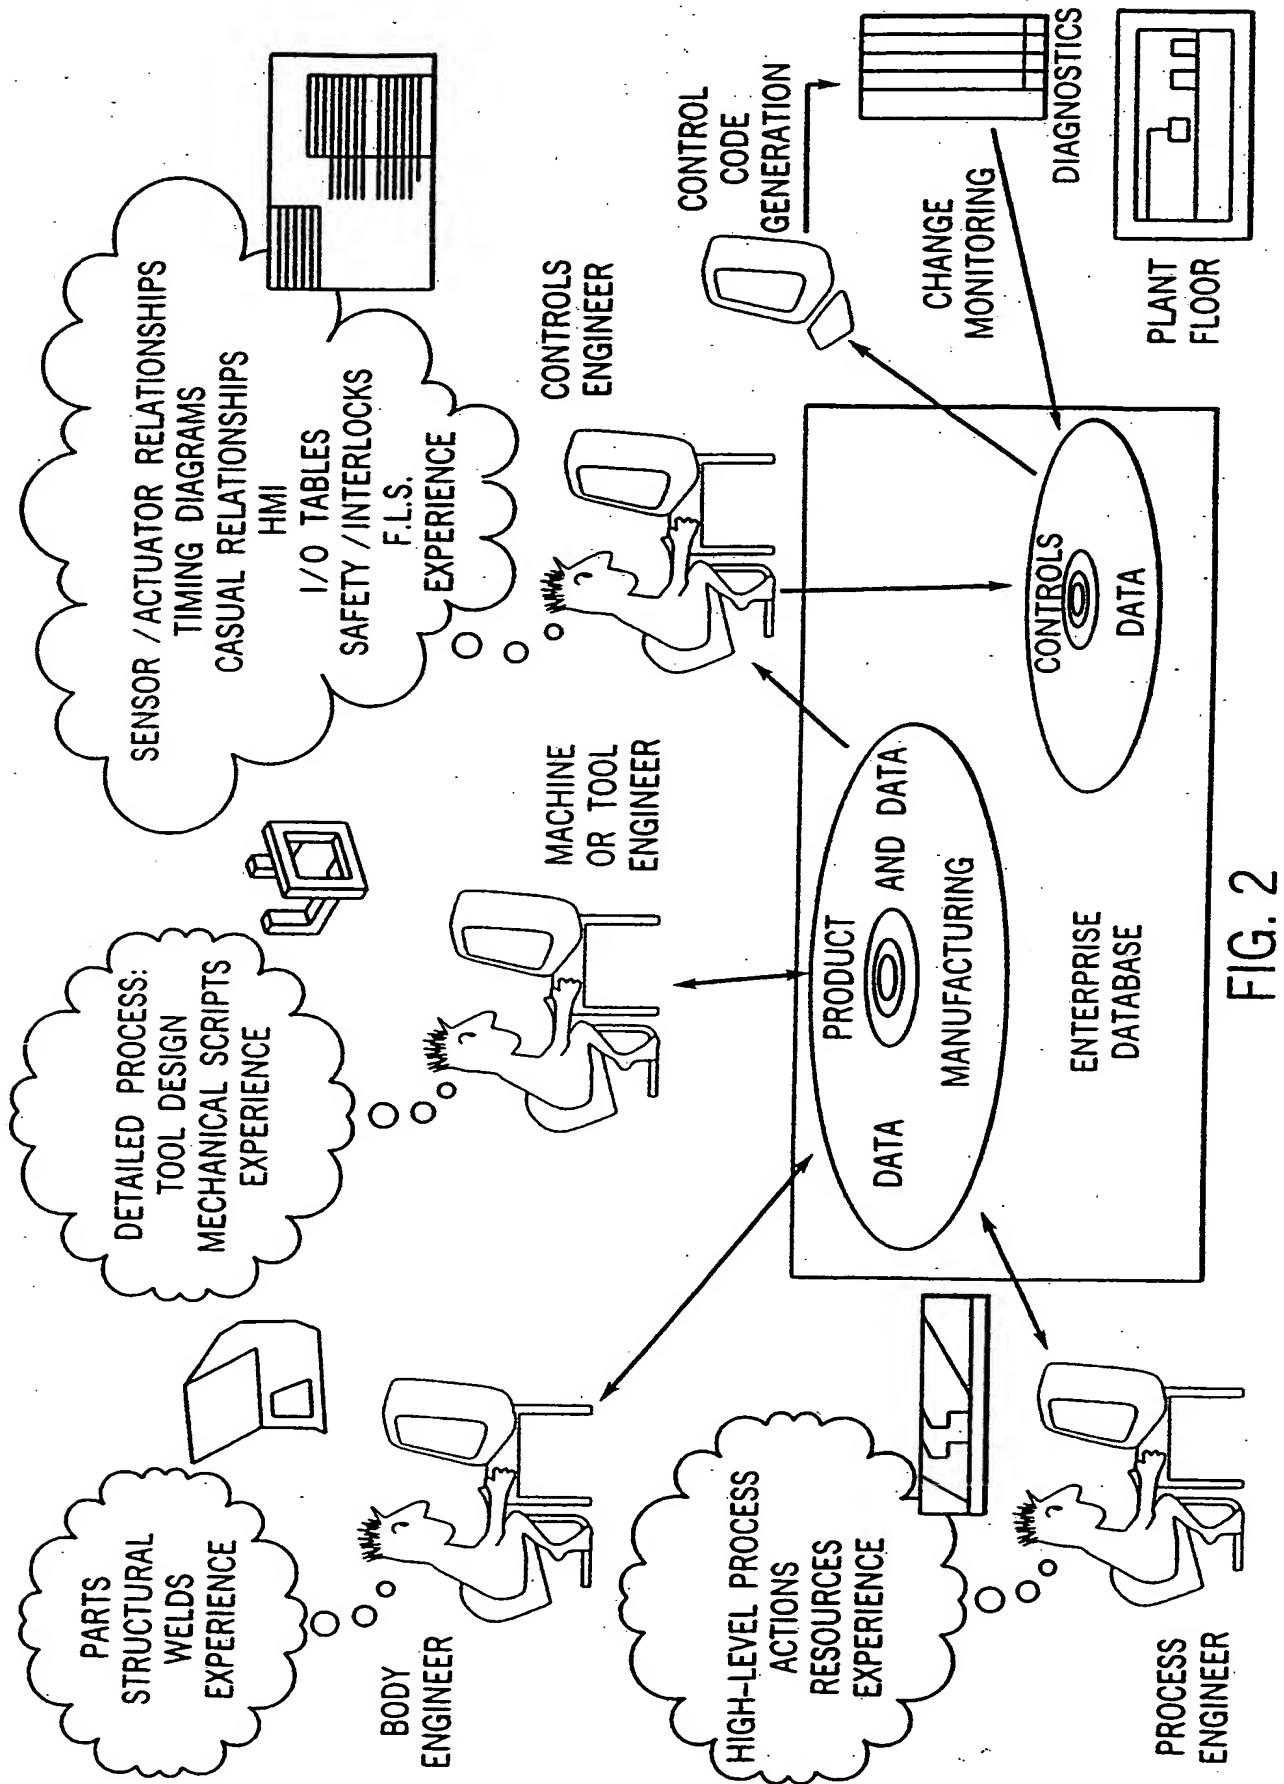 PARTS
STRUCTURAL
WELDS
EXPERIENCE
BODY
ENGINEER
DETAILED PROCESS:
TOOL DESIGN
MECHANICAL SCRIPTS
EXPERIENCE
MACHINE
OR TOOL
ENGINEER
SENSOR / ACTUATOR RELATIONSHIPS
TIMING DIAGRAMS
CASUAL RELATIONSHIPS
HMI
I/O TABLES
SAFETY / INTERLOCKS
F.L.S.
EXPERIENCE
CONTROLS
ENGINEER
HIGH-LEVEL PROCESS
ACTIONS
RESOURCES
EXPERIENCE
PROCESS
ENGINEER
PRODUCT
DATA
AND DATA
MANUFACTURING
ENTERPRISE
DATABASE
CONTROLS
DATA
CONTROL
CODE
GENERATION
CHANGE
MONITORING
DIAGNOSTICS
PLANT
FLOOR
FIG. 2